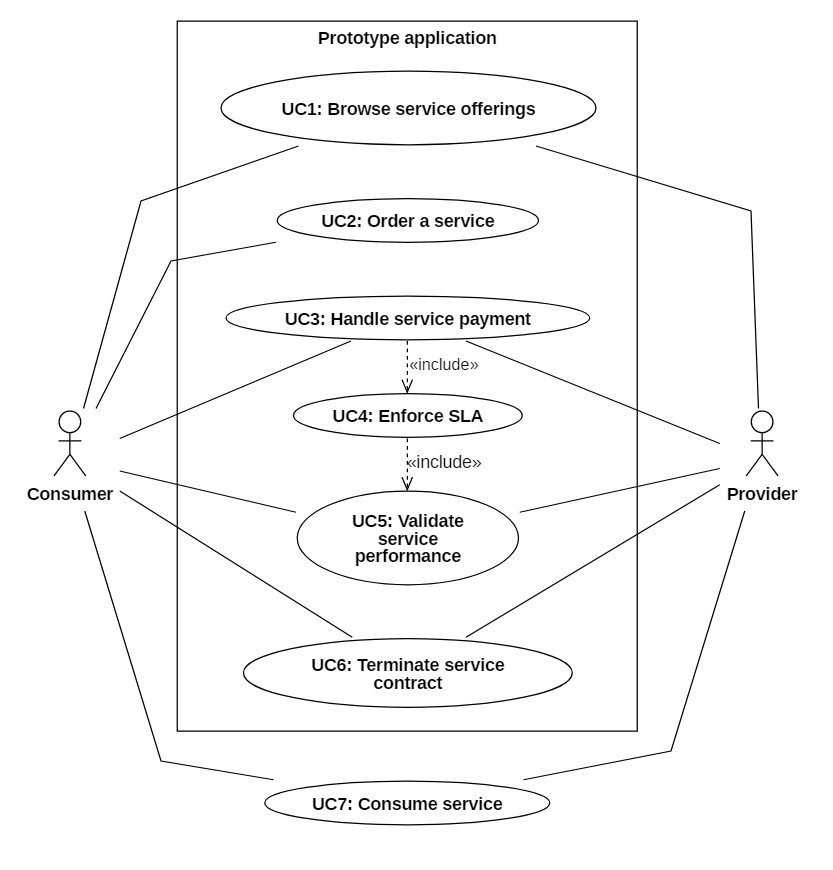 Prototype application
UC1: Browse service offerings
UC2: Order a service
UC3: Handle service payment
«include»
UC4: Enforce SLA
«include»
Consumer
Provider
UC5: Validate
service
performance
UC6: Terminate service
contract
UC7: Consume service